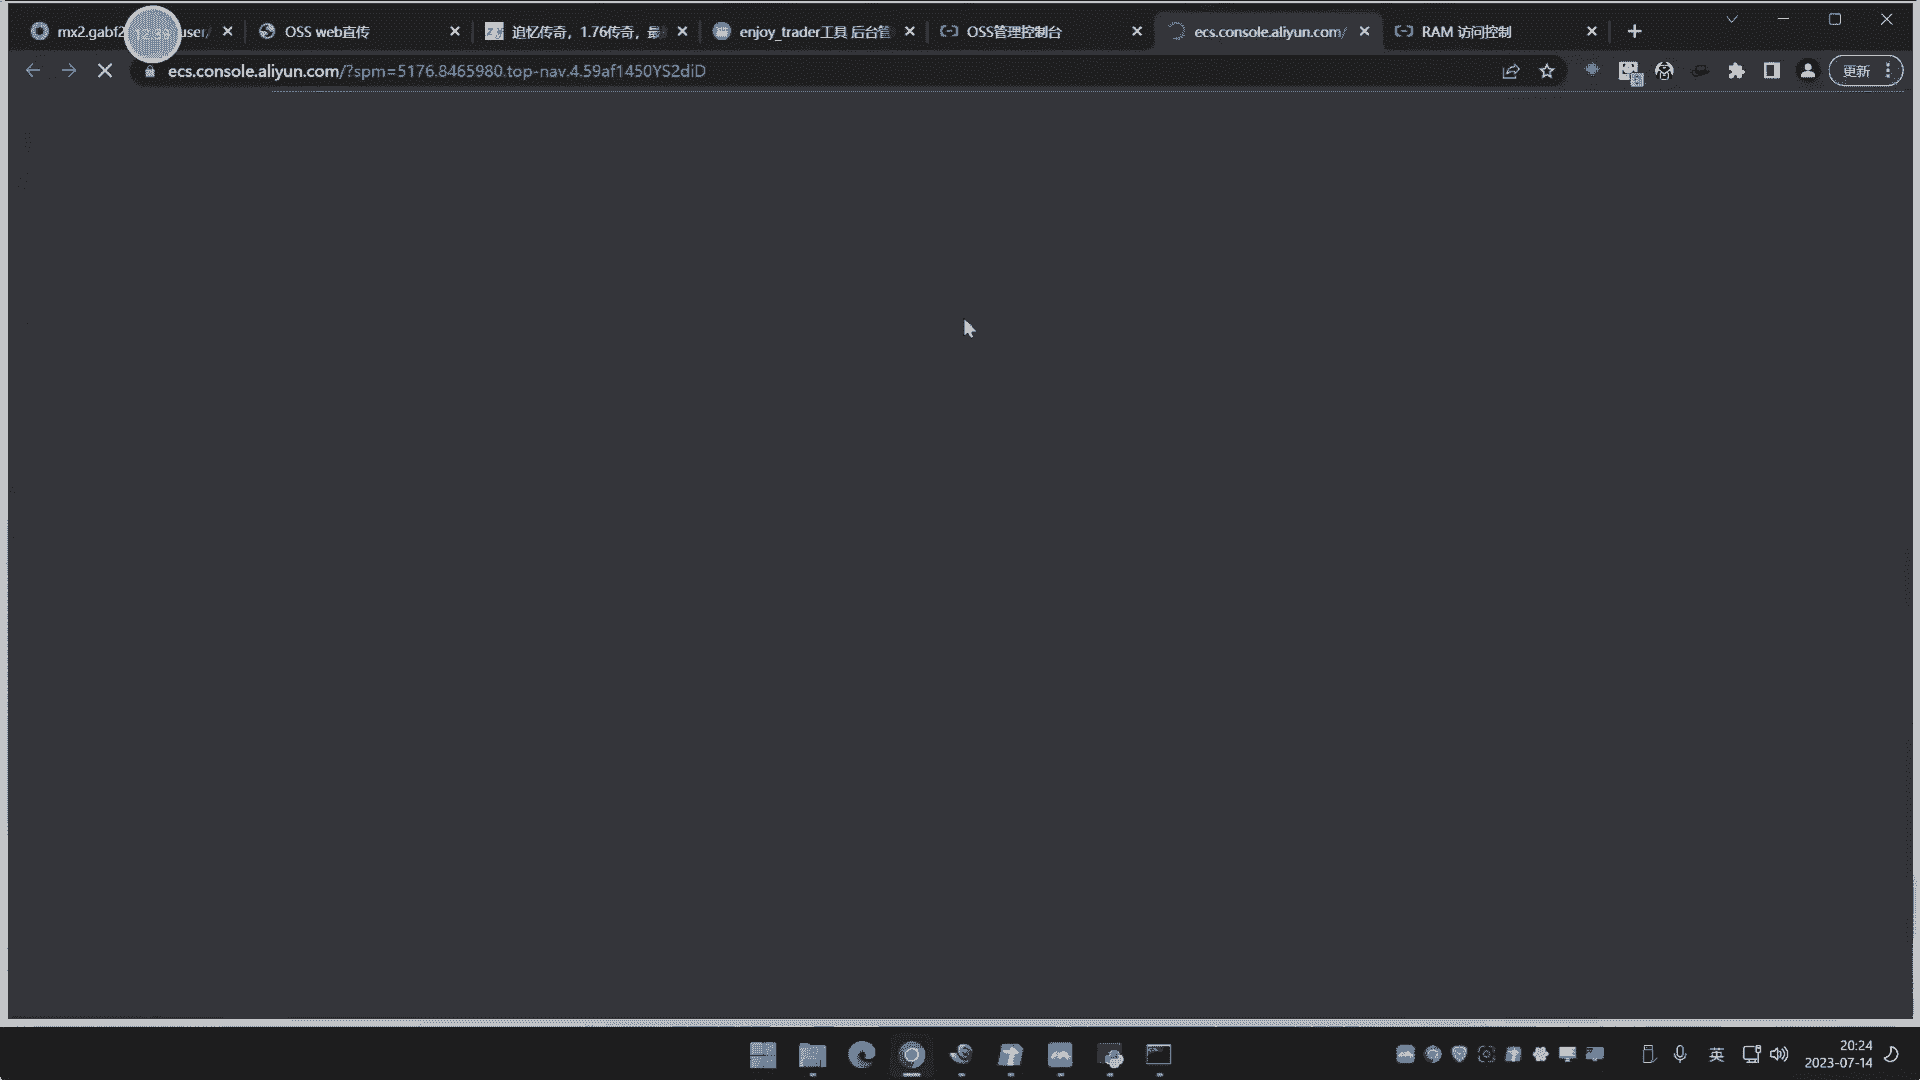 mx2.gabf2
user/
OSS web直传
追忆传奇，1.76传奇，最
enjoy_trader工具 后台管
OSS管理控制台
ecs.console.aliyun.com/
RAM 访问控制
ecs.console.aliyun.com/?spm=5176.8465980.top-nav.4.59af1450YS2diD
更新
英
20:24
2023-07-14